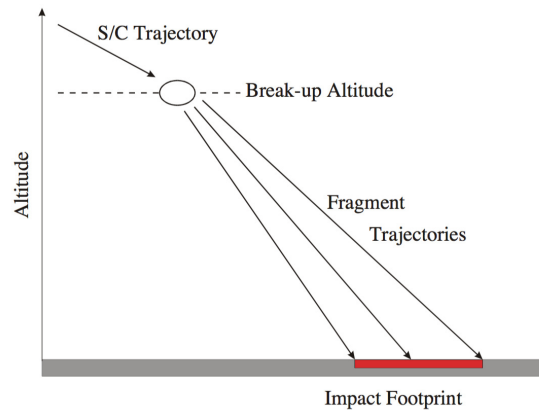 S/C Trajectory
Break-up Altitude
Altitude
Fragment
Trajectories
Impact Footprint